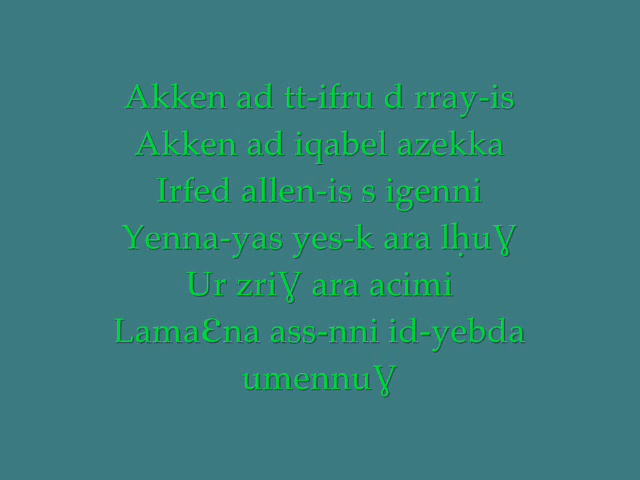 Akken ad tt-ifru d rray-is
Akken ad iqabel azekka
Irfed allen-is s igenni
Yenna-yas yes-k ara lḥuƔ
Ur zriƔ ara acimi
LamaƐna ass-nni id-yebda
umennuƔ